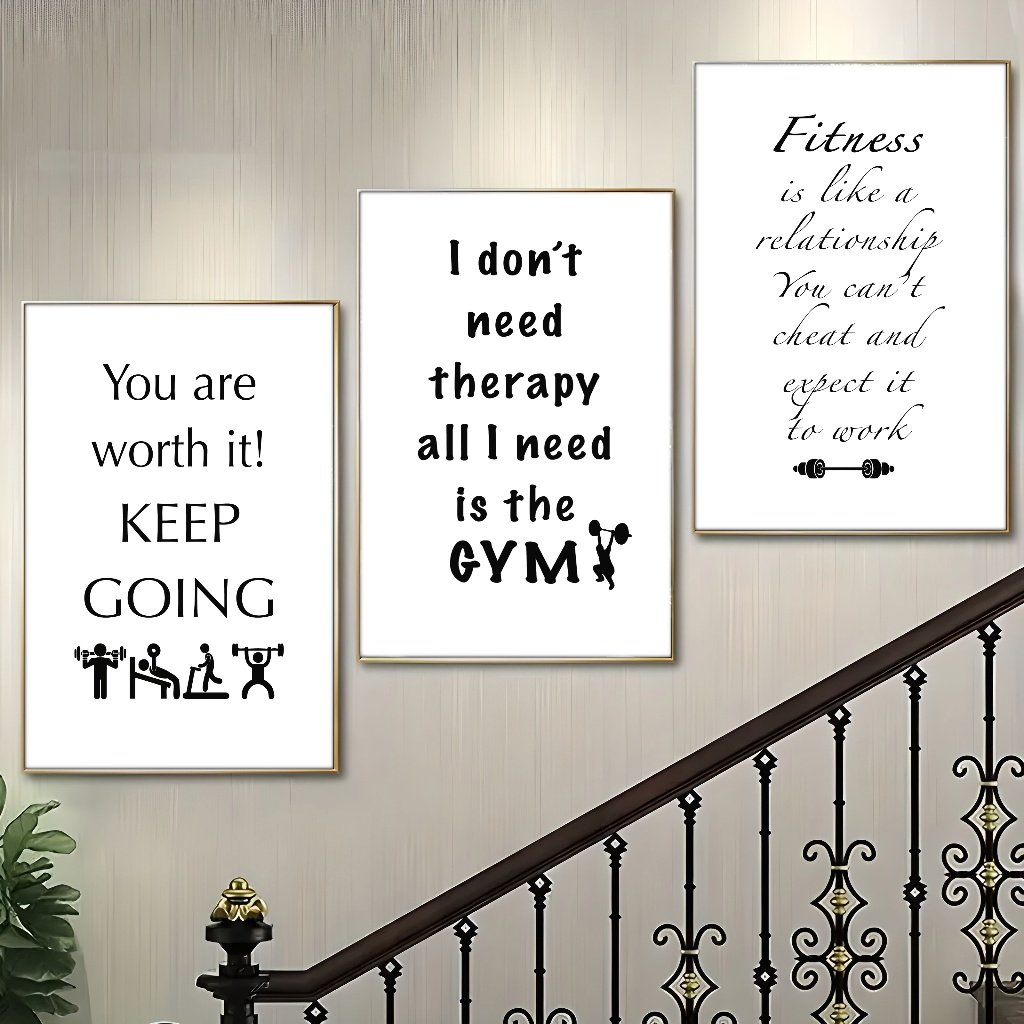 You are
worth it!
KEEP
GOING
I don't
need
therapy
all I need
is the
GYM
Fitness
is like a
relationship
You can't
cheat and
expect it
to work